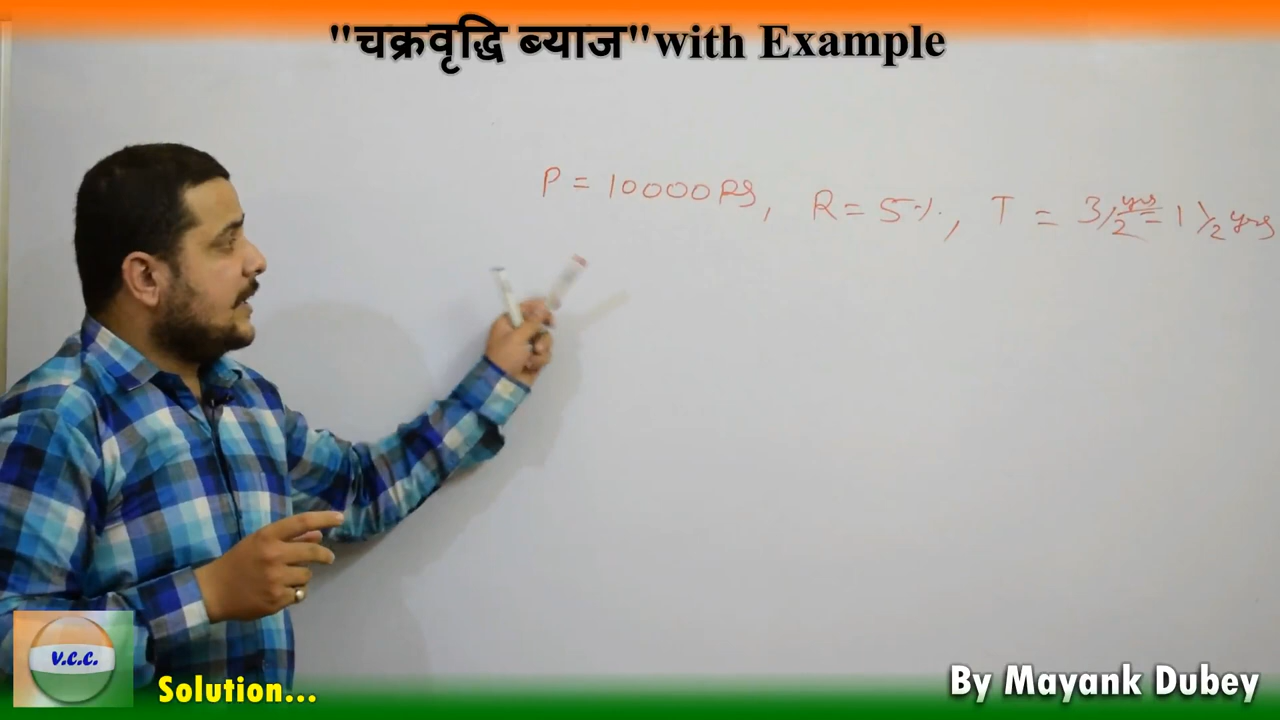 "चक्रवृद्धि ब्याज"with Example
P = 10000 RS, R = 5%, T = 3/2 yrs = 1 1/2 yrs
V.C.C.
Solution...
By Mayank Dubey